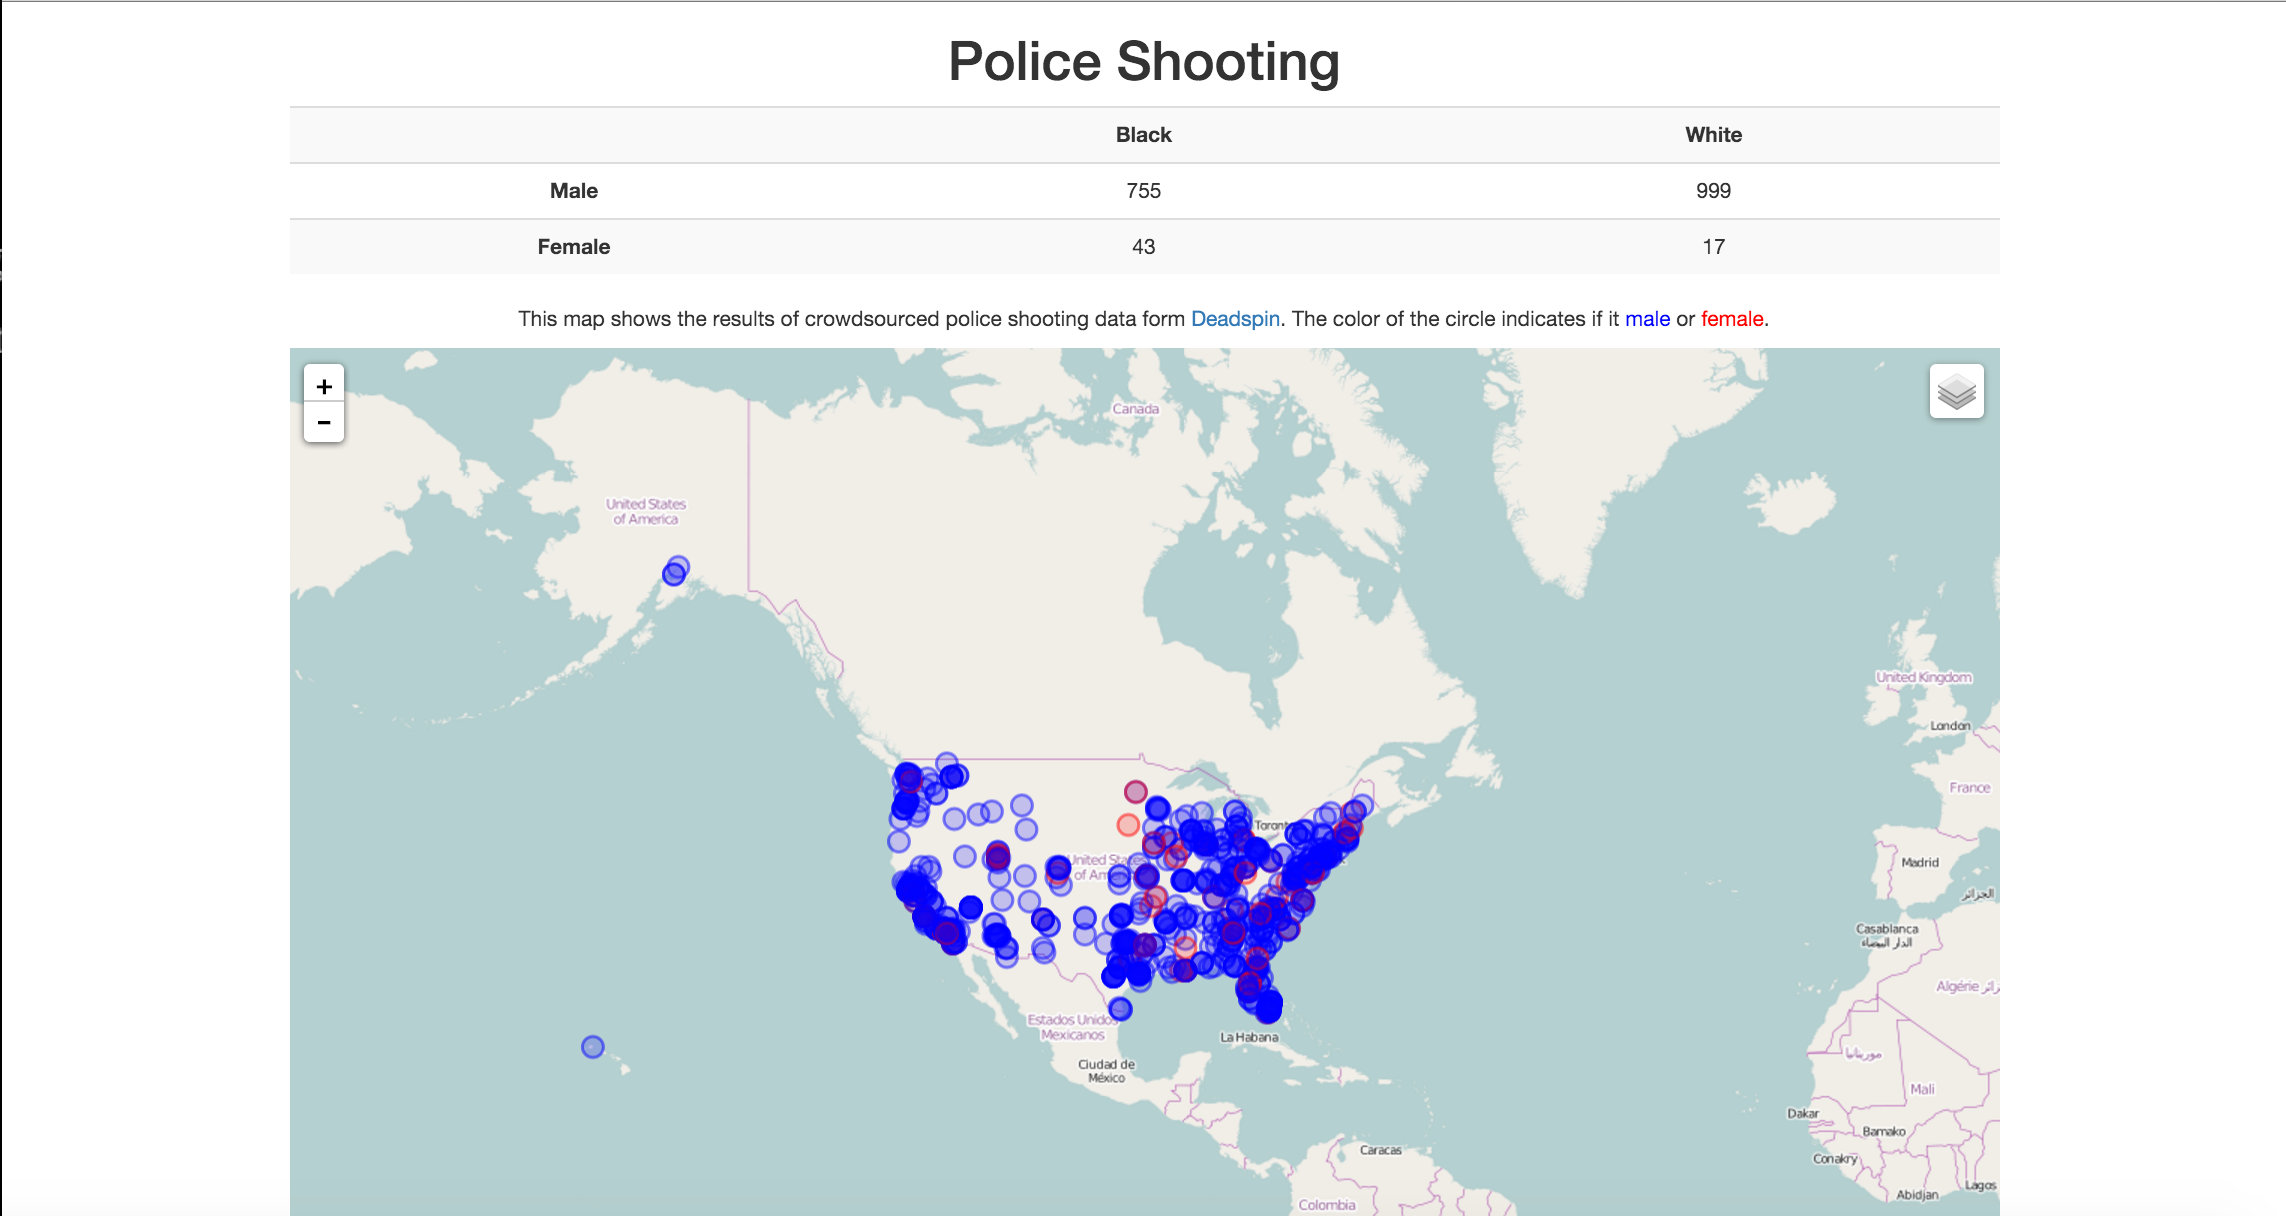 Police Shooting
Black White
Male 755 999
Female 43 17
This map shows the results of crowdsourced police shooting data form Deadspin. The color of the circle indicates if it male or female.
+
−
Canada
United States
of America
United Kingdom
London
France
Toront
United States
of Am
Madrid
الجزائر
Casablanca
الدار البيضاء
Algérie
Estados Unidos
Mexicanos
La Habana
موريتانيا
Ciudad de
México
Mali
Dakar
Bamako
Caracas
Conakry
Lagos
Abidjan
Colombia